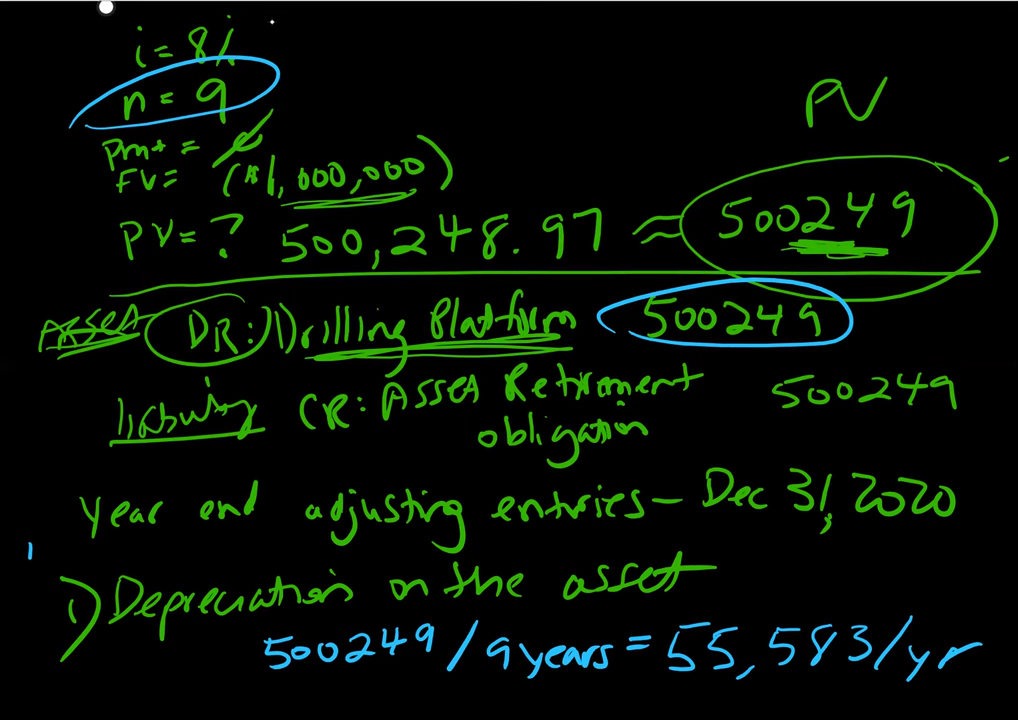 i = 8%
n = 9
Pmt = 0
PV
FV = ($1,000,000)
PV = ? 500,248.97 ≈ 500249
ASSET DR: Drilling Platform 500249
liability CR: Asset Retirment 500249
obligation
year end adjusting entries - Dec 31, 2020
1) Depreciation on the asset
500249 / 9 years = 55,583/yr